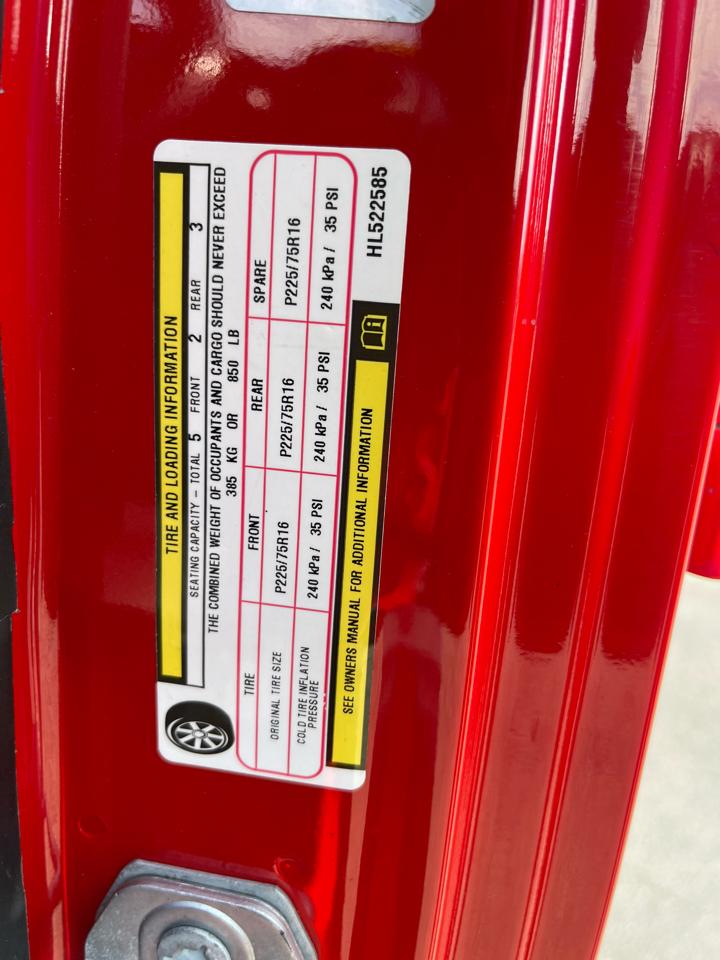 TIRE AND LOADING INFORMATION
SEATING CAPACITY – TOTAL 5 FRONT 2 REAR 3
THE COMBINED WEIGHT OF OCCUPANTS AND CARGO SHOULD NEVER EXCEED
385 KG OR 850 LB
TIRE FRONT REAR SPARE
ORIGINAL TIRE SIZE P225/75R16 P225/75R16 P225/75R16
COLD TIRE INFLATION PRESSURE 240 kPa / 35 PSI 240 kPa / 35 PSI 240 kPa / 35 PSI
SEE OWNERS MANUAL FOR ADDITIONAL INFORMATION
HL522585